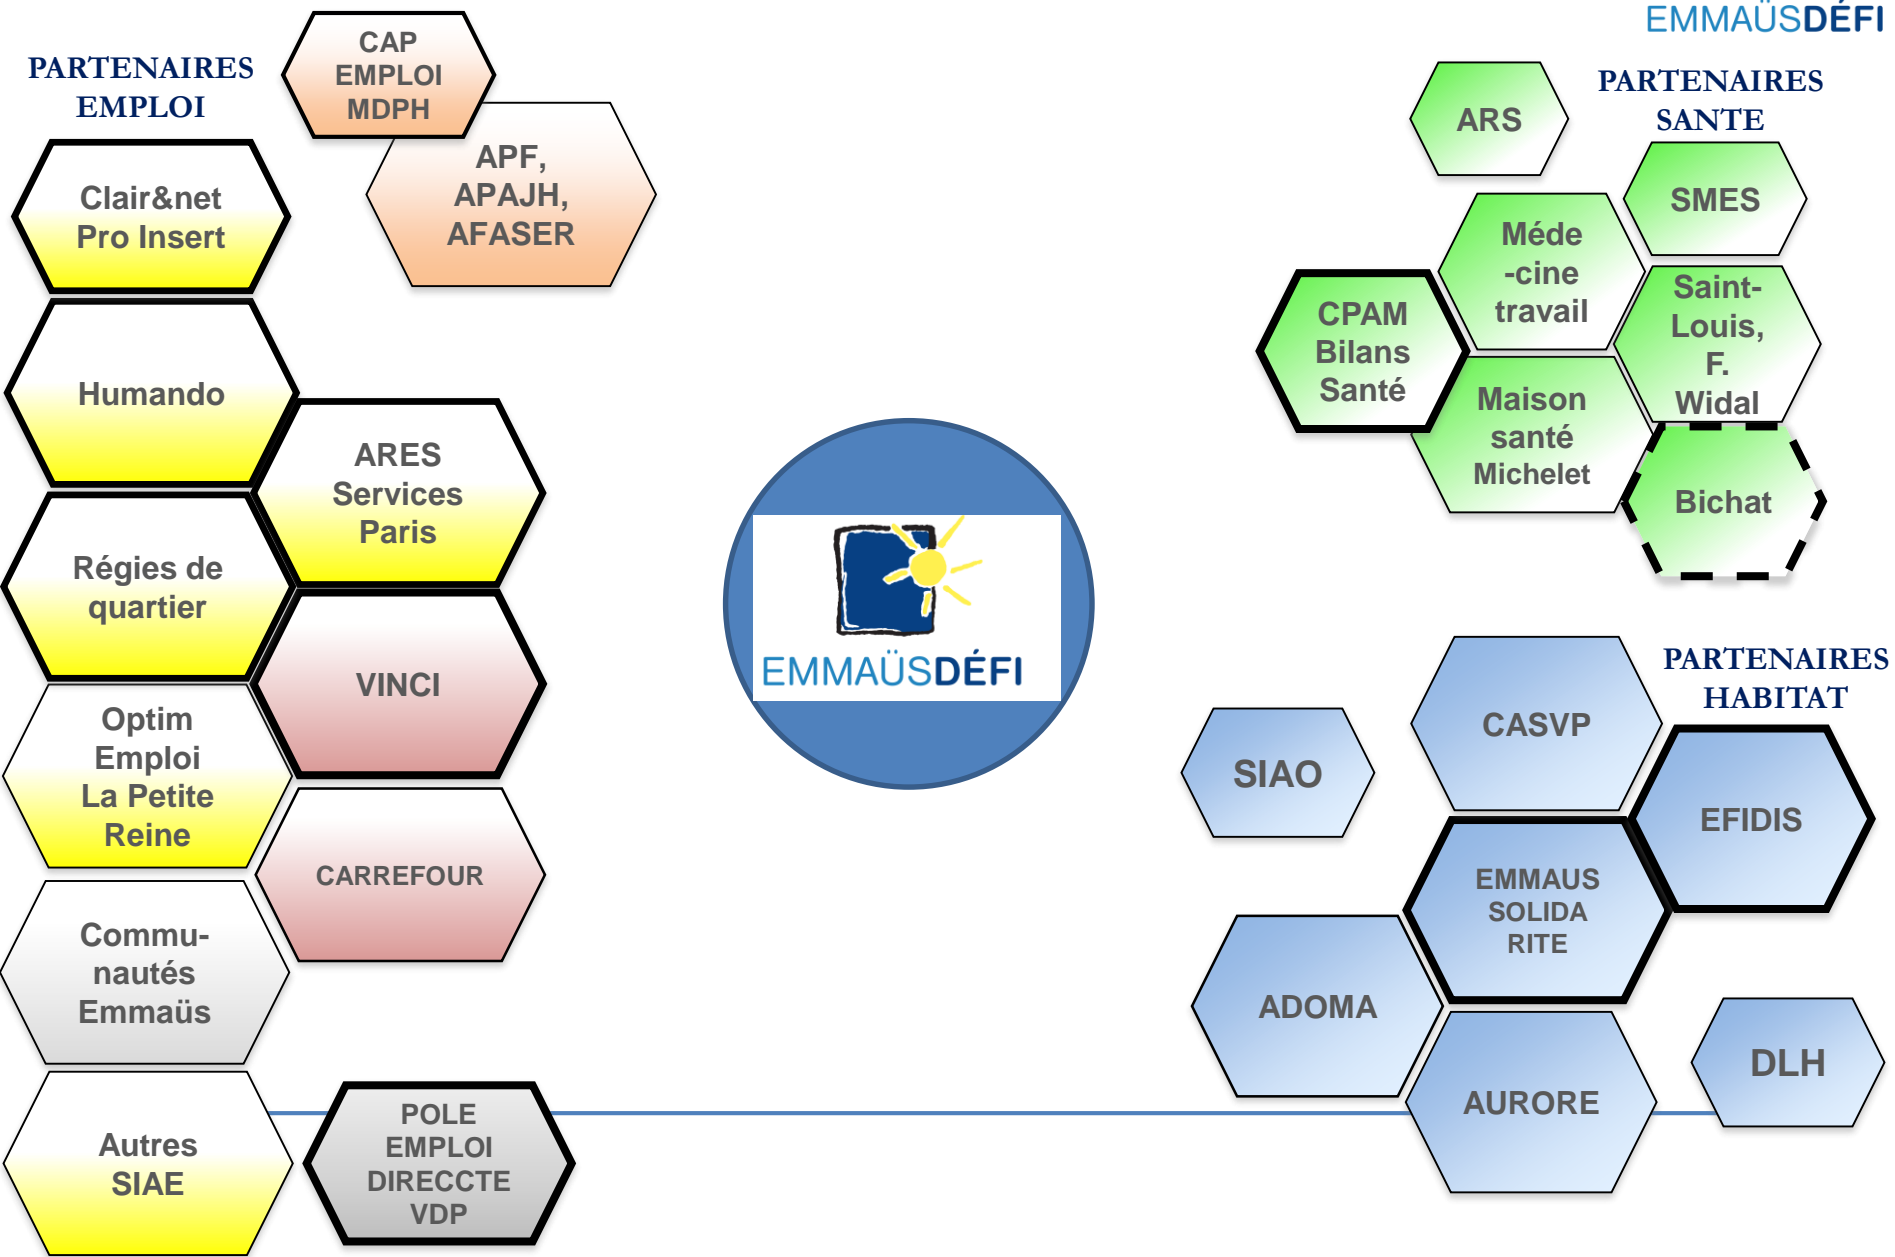 EMMAÜSDÉFI
PARTENAIRES
EMPLOI
CAP
EMPLOI
MDPH
APF,
APAJH,
AFASER
Clair&net
Pro Insert
Humando
ARES
Services
Paris
Régies de
quartier
VINCI
Optim
Emploi
La Petite
Reine
CARREFOUR
Commu-
nautés
Emmaüs
Autres
SIAE
POLE
EMPLOI
DIRECCTE
VDP
EMMAÜSDÉFI
PARTENAIRES
SANTE
ARS
SMES
Méde
-cine
travail
Saint-
Louis,
F.
Widal
CPAM
Bilans
Santé
Maison
santé
Michelet
Bichat
PARTENAIRES
HABITAT
CASVP
SIAO
EFIDIS
EMMAUS
SOLIDA
RITE
ADOMA
DLH
AURORE